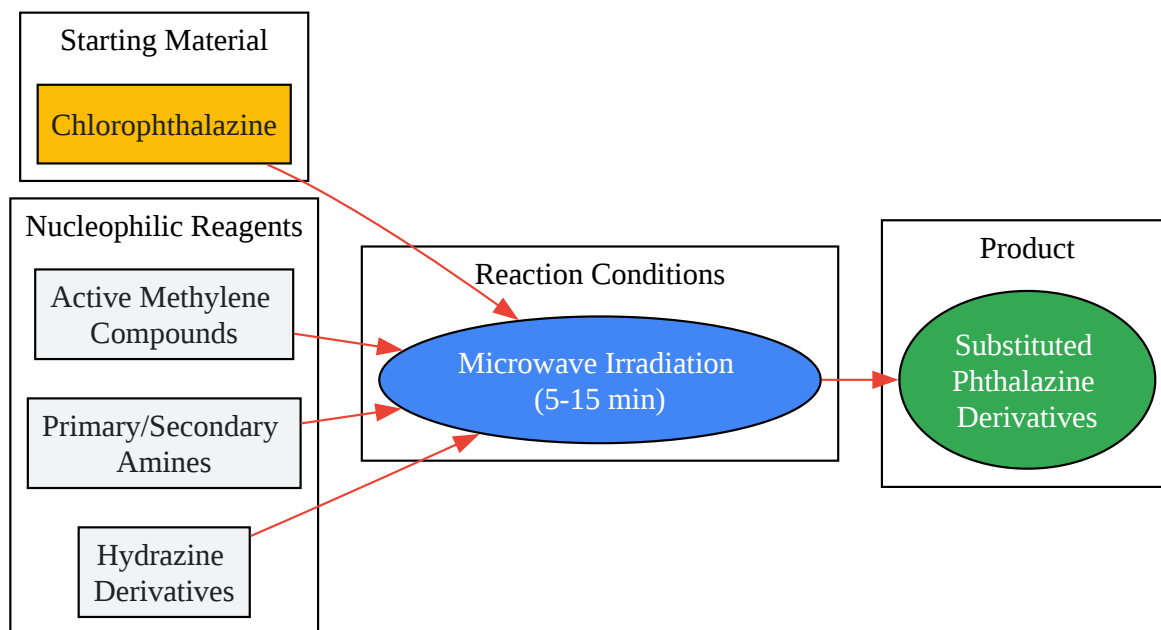 Starting Material
Chlorophthalazine
Nucleophilic Reagents
Active Methylene
Compounds
Primary/Secondary
Amines
Hydrazine
Derivatives
Reaction Conditions
Microwave Irradiation
(5-15 min)
Product
Substituted
Phthalazine
Derivatives